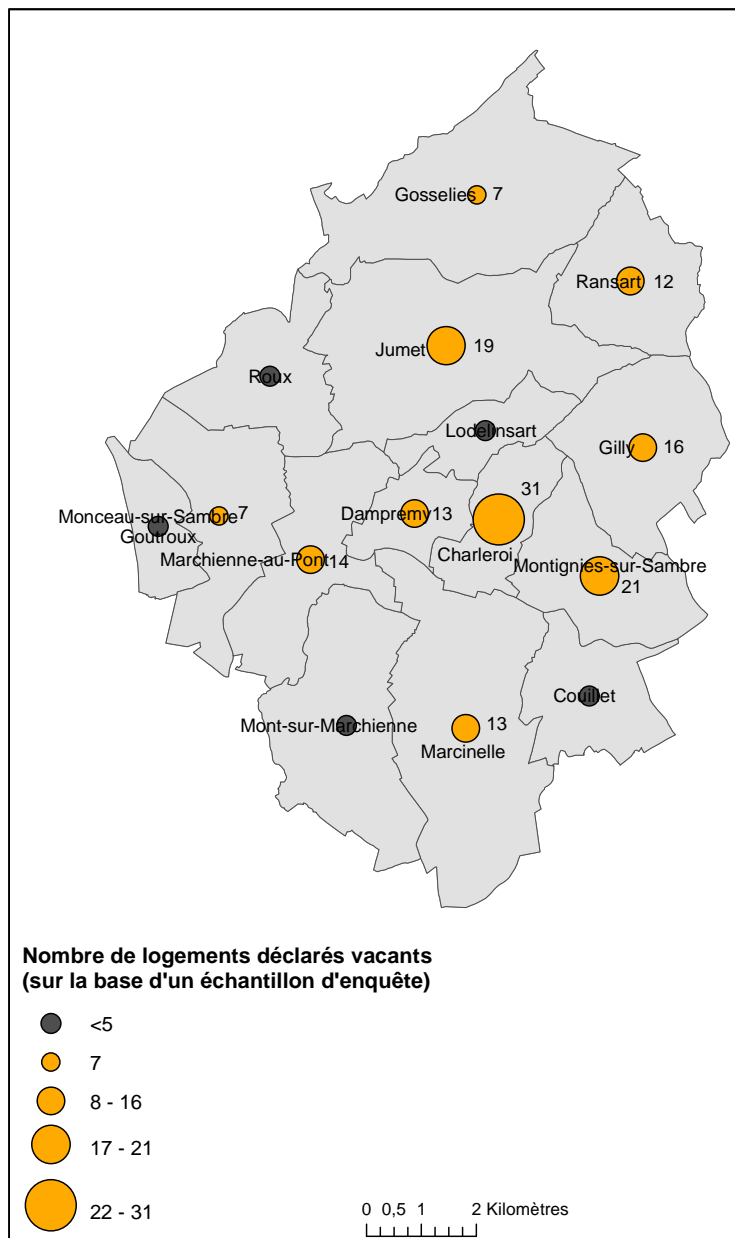 Gosselies 7
Ransart 12
Jumet 19
Roux
Lodelinsart
Gilly 16
31
Monceau-sur-Sambre 7
Dampremy 13
Goutroux
Charleroi
Marchienne-au-Pont 14
Montignies-sur-Sambre
21
Couillet
Mont-sur-Marchienne
13
Marcinelle
Nombre de logements déclarés vacants
(sur la base d'un échantillon d'enquête)
<5
7
8 - 16
17 - 21
22 - 31
0 0,5 1 2 Kilomètres